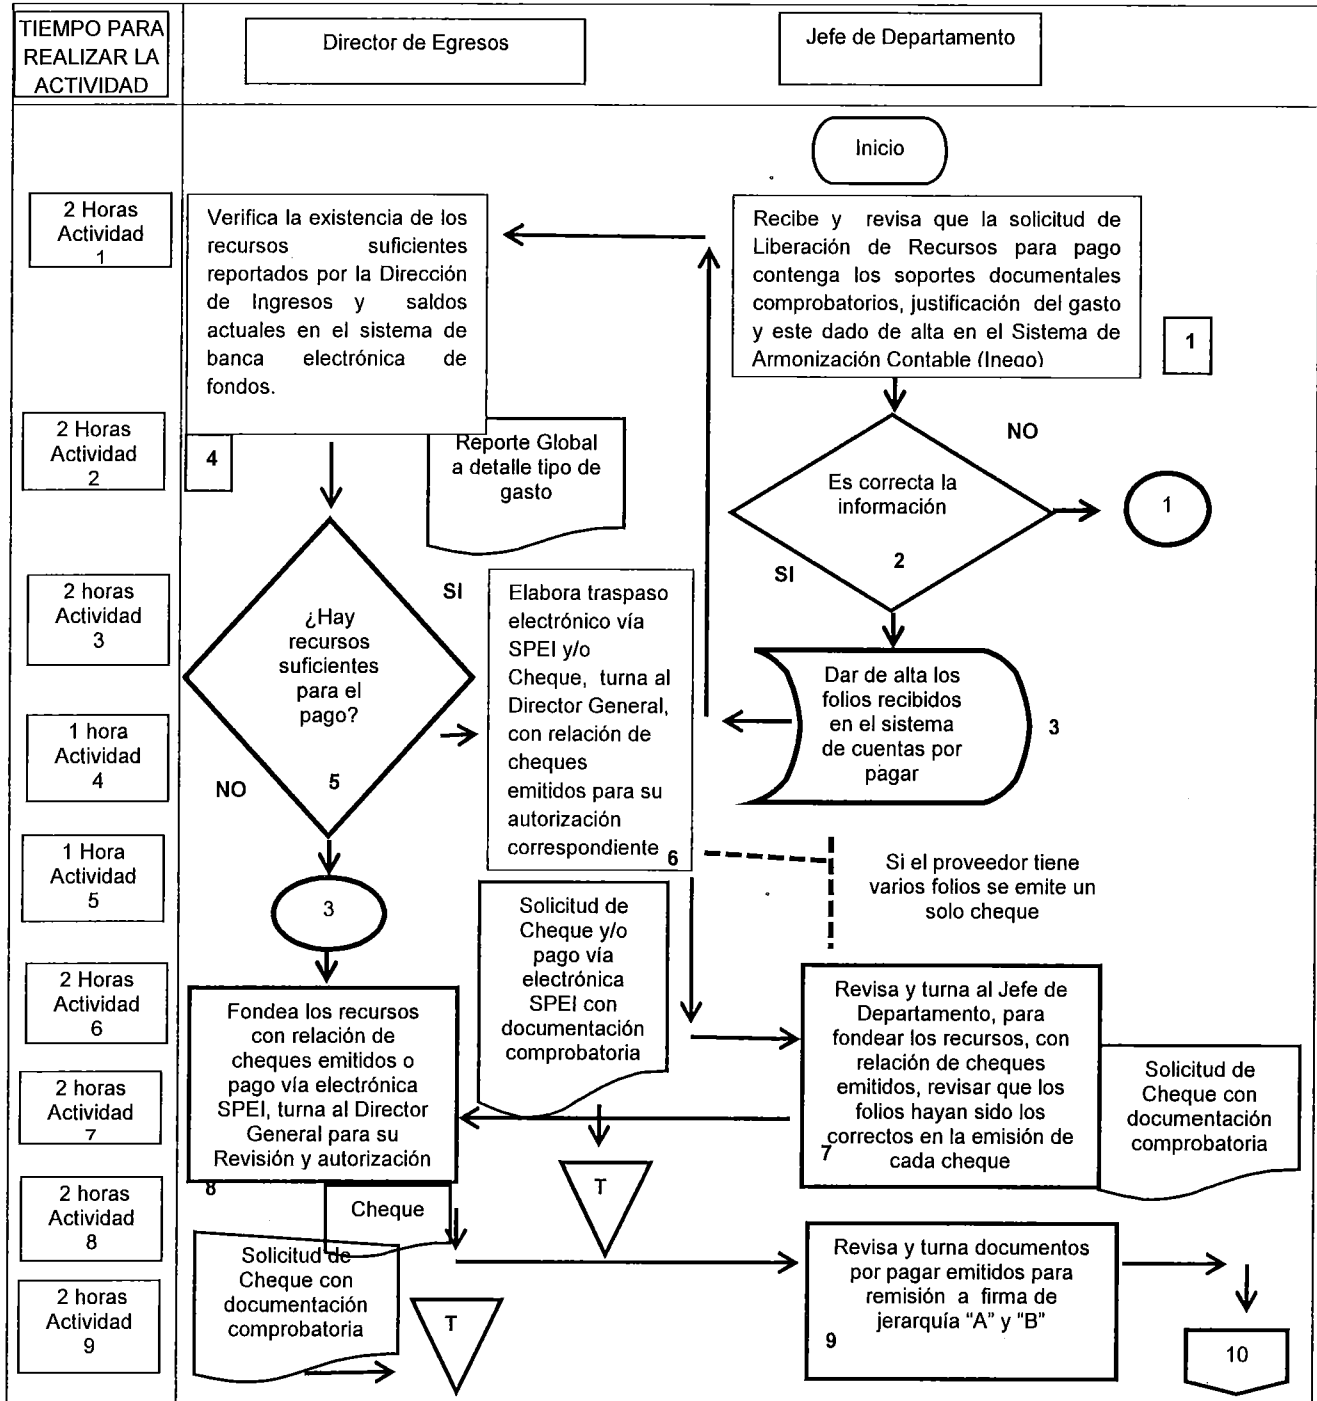 TIEMPO PARA
REALIZAR LA
ACTIVIDAD
Director de Egresos
Jefe de Departamento
Inicio
2 Horas
Actividad
1
Verifica la existencia de los
recursos suficientes
reportados por la Dirección
de Ingresos y saldos
actuales en el sistema de
banca electrónica de
fondos.
Recibe y revisa que la solicitud de
Liberación de Recursos para pago
contenga los soportes documentales
comprobatorios, justificación del gasto
y este dado de alta en el Sistema de
Armonización Contable (Inego)
1
2 Horas
Actividad
2
4
Reporte Global
a detalle tipo de
gasto
NO
Es correcta la
información
2
SI
1
2 horas
Actividad
3
¿Hay
recursos
suficientes
para el
pago?
5
SI
NO
Elabora traspaso
electrónico vía
SPEI y/o
Cheque, turna al
Director General,
con relación de
cheques
emitidos para su
autorización
correspondiente
6
Dar de alta los
folios recibidos
en el sistema
de cuentas por
pagar
3
1 hora
Actividad
4
1 Hora
Actividad
5
3
Solicitud de
Cheque y/o
pago vía
electrónica
SPEI con
documentación
comprobatoria
Si el proveedor tiene
varios folios se emite un
solo cheque
2 Horas
Actividad
6
Fondea los recursos
con relación de
cheques emitidos o
pago vía electrónica
SPEI, turna al Director
General para su
Revisión y autorización
8
Revisa y turna al Jefe de
Departamento, para
fondear los recursos, con
relación de cheques
emitidos, revisar que los
folios hayan sido los
correctos en la emisión de
cada cheque
7
Solicitud de
Cheque con
documentación
comprobatoria
2 horas
Actividad
7
T
2 horas
Actividad
8
Cheque
Solicitud de
Cheque con
documentación
comprobatoria
T
Revisa y turna documentos
por pagar emitidos para
remisión a firma de
jerarquía "A" y "B"
9
2 horas
Actividad
9
10